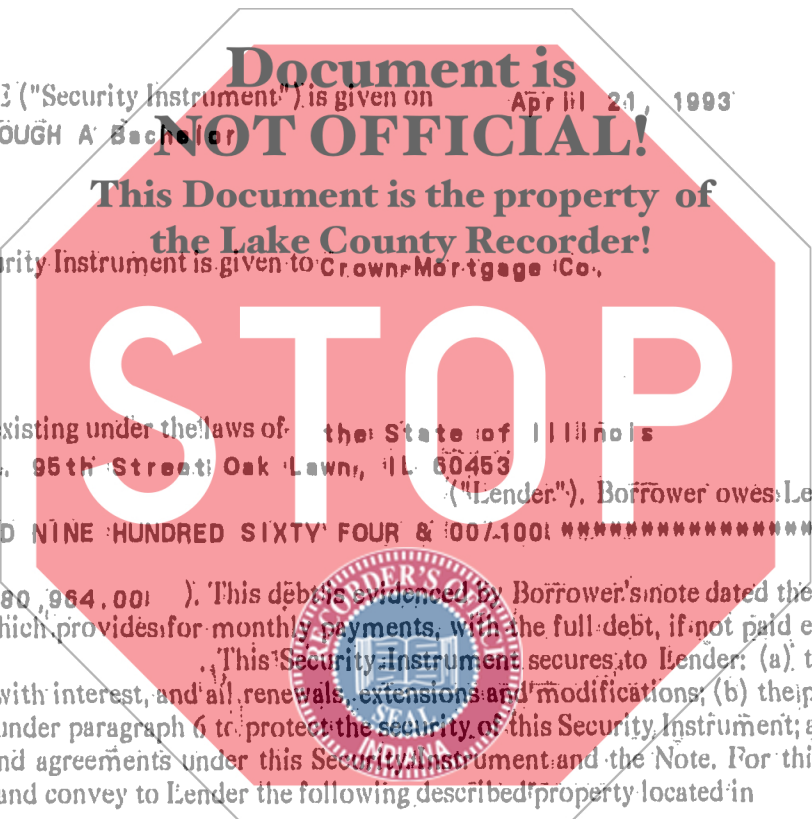 Document is
("Security Instrument") is given on April 21, 1993
OUGH A Bachelor
NOT OFFICIAL!
This Document is the property of
the Lake County Recorder!
rity Instrument is given to Crown Mortgage Co.,
STOP
xisting under the laws of the State of Illinois
. 95th Street Oak Lawn, IL 60453
("Lender"). Borrower owes Le
D NINE HUNDRED SIXTY FOUR & 00/100
80,964.00 ). This debt is evidenced by Borrower's note dated the
hich provides for monthly payments, with the full debt, if not paid e
This Security Instrument secures to Lender: (a) t
with interest, and all renewals, extensions and modifications; (b) the p
under paragraph 6 to protect the security of this Security Instrument; a
nd agreements under this Security Instrument and the Note. For thi
and convey to Lender the following described property located in
RECORDER'S OFFICE
SEAL
INDIANA